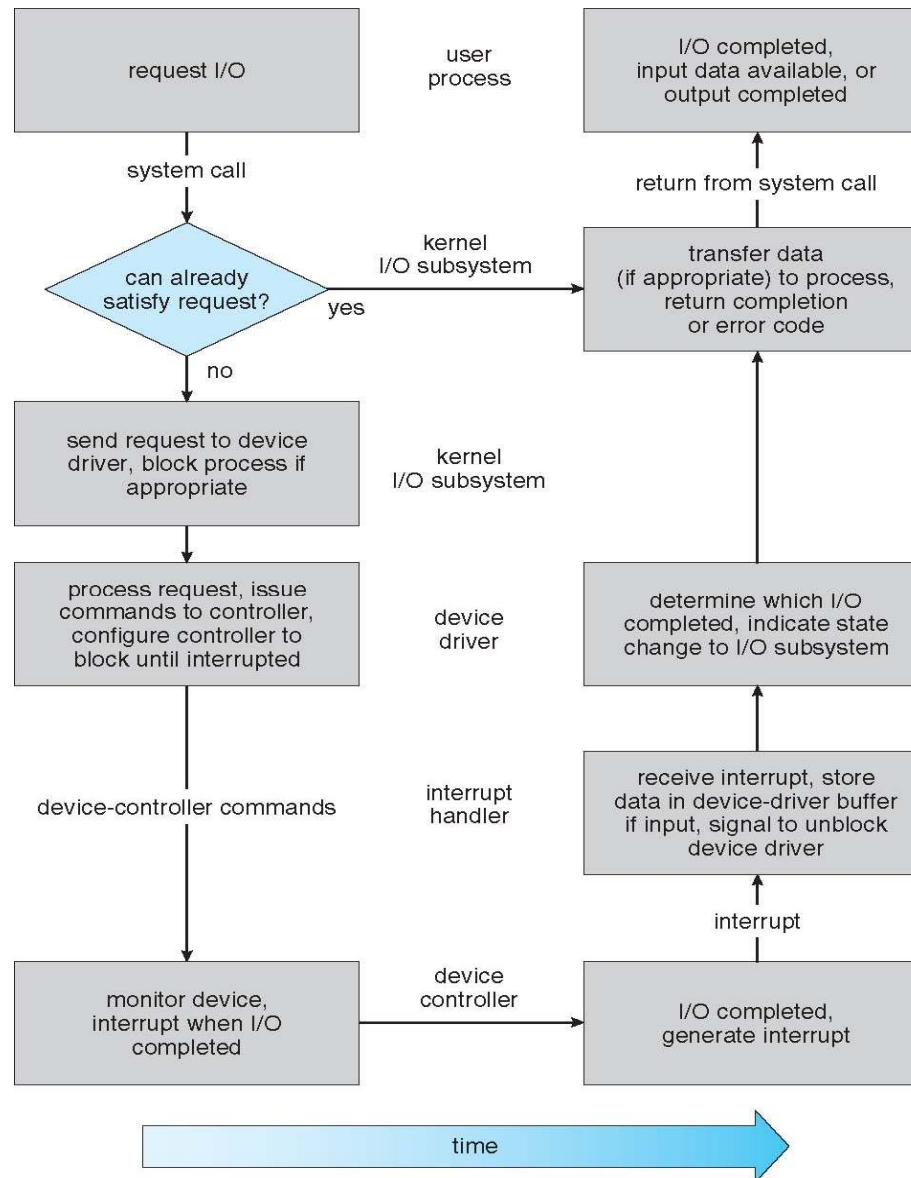 request I/O
user
process
I/O completed,
input data available, or
output completed
system call
return from system call
can already
satisfy request?
kernel
I/O subsystem
yes
transfer data
(if appropriate) to process,
return completion
or error code
no
send request to device
driver, block process if
appropriate
kernel
I/O subsystem
process request, issue
commands to controller,
configure controller to
block until interrupted
device
driver
determine which I/O
completed, indicate state
change to I/O subsystem
device-controller commands
interrupt
handler
receive interrupt, store
data in device-driver buffer
if input, signal to unblock
device driver
interrupt
monitor device,
interrupt when I/O
completed
device
controller
I/O completed,
generate interrupt
time